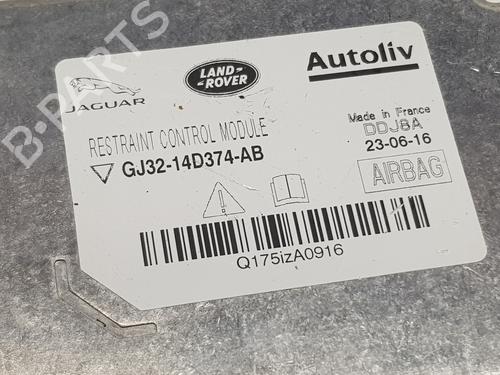 JAGUAR
LAND-
ROVER
Autoliv
RESTRAINT CONTROL MODULE
GJ32-14D374-AB
Made in France
DDJ8A
23-06-16
AIRBAG
Q175izA0916
B-PARTS